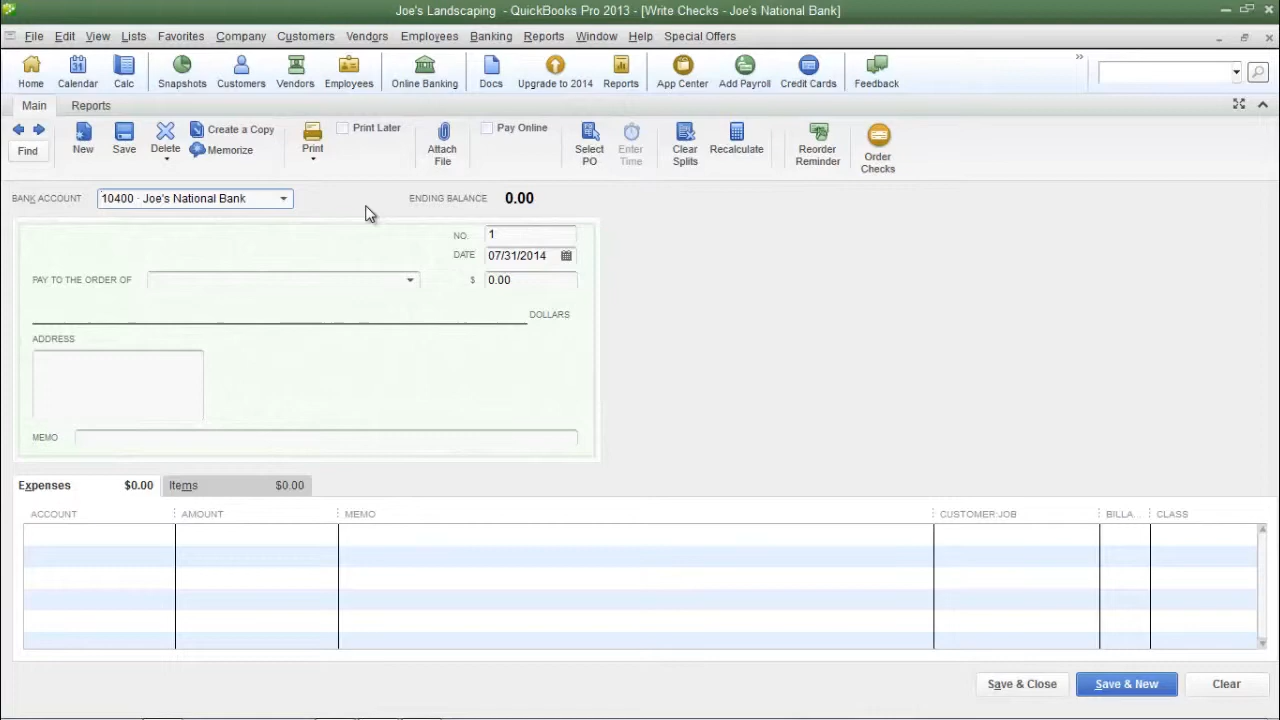 Joe's Landscaping - QuickBooks Pro 2013 - [Write Checks - Joe's National Bank]
File Edit View Lists Favorites Company Customers Vendors Employees Banking Reports Window Help Special Offers
Home Calendar Calc Snapshots Customers Vendors Employees Online Banking Docs Upgrade to 2014 Reports App Center Add Payroll Credit Cards Feedback
Main Reports
Find New Save Delete Create a Copy Memorize Print Print Later Attach File Pay Online Select PO Enter Time Clear Splits Recalculate Reorder Reminder Order Checks
BANK ACCOUNT 10400 · Joe's National Bank ENDING BALANCE 0.00
NO. 1
DATE 07/31/2014
PAY TO THE ORDER OF $ 0.00
DOLLARS
ADDRESS
MEMO
Expenses $0.00 Items $0.00
ACCOUNT AMOUNT MEMO CUSTOMER:JOB BILLA... CLASS
Save & Close Save & New Clear